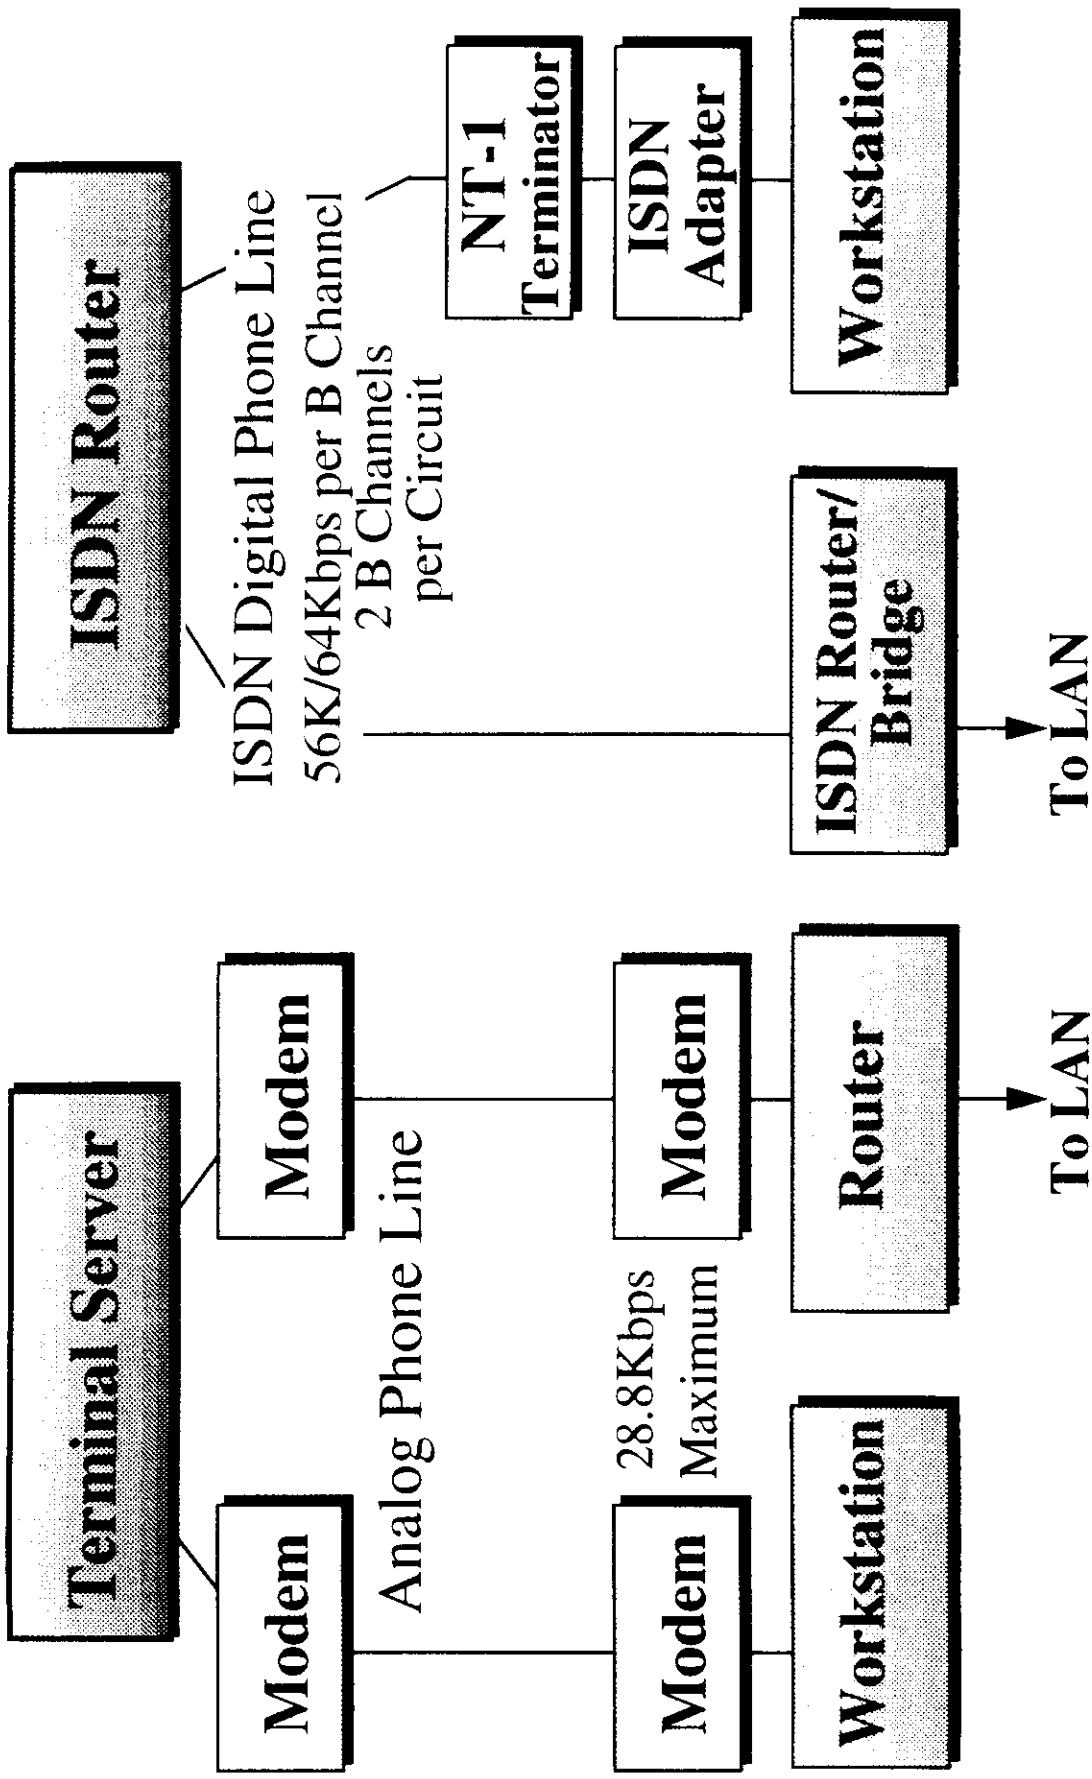 Terminal Server
Modem
Modem
Analog Phone Line
Modem
28.8Kbps
Maximum
Modem
Workstation
Router
To LAN
ISDN Router
ISDN Digital Phone Line
56K/64Kbps per B Channel
2 B Channels
per Circuit
NT-1
Terminator
ISDN
Adapter
ISDN Router/
Bridge
Workstation
To LAN